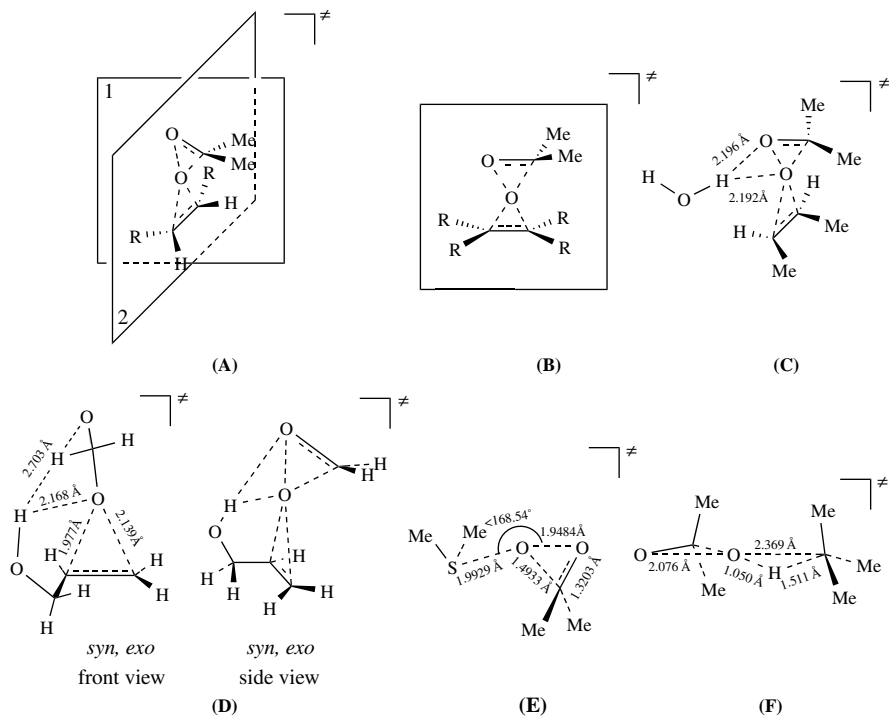 ≠
1
O
Me
Me
O
R
H
R
H
2
(A)
≠
O
Me
Me
O
R
R
R
R
(B)
≠
Me
2.196 Å
O
Me
H
H
O
O
2.192Å
H
Me
H
Me
(C)
≠
O
H
H
2.703 Å
2.168 Å
O
H
1.977Å
2.139Å
H
H
O
H
H
H
syn, exo
front view
≠
O
H
H
H
O
O
H
H
H
H
H
syn, exo
side view
(D)
≠
Me
Me
<168.54°
1.9484Å
O
O
S
1.9929 Å
1.4933 Å
1.3203 Å
Me
Me
(E)
≠
Me
Me
O
O
2.369 Å
2.076 Å
H
Me
Me
1.050 Å
1.511 Å
Me
(F)